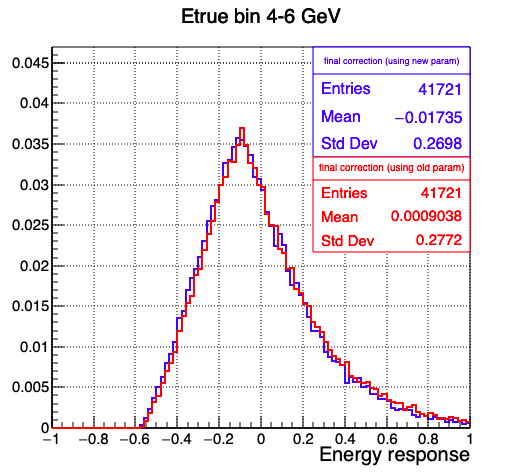 Etrue bin 4-6 GeV
final correction (using new param)
Entries 41721
Mean −0.01735
Std Dev 0.2698
final correction (using old param)
Entries 41721
Mean 0.0009038
Std Dev 0.2772
0.045
0.04
0.035
0.03
0.025
0.02
0.015
0.01
0.005
0
−1 −0.8 −0.6 −0.4 −0.2 0 0.2 0.4 0.6 0.8 1
Energy response